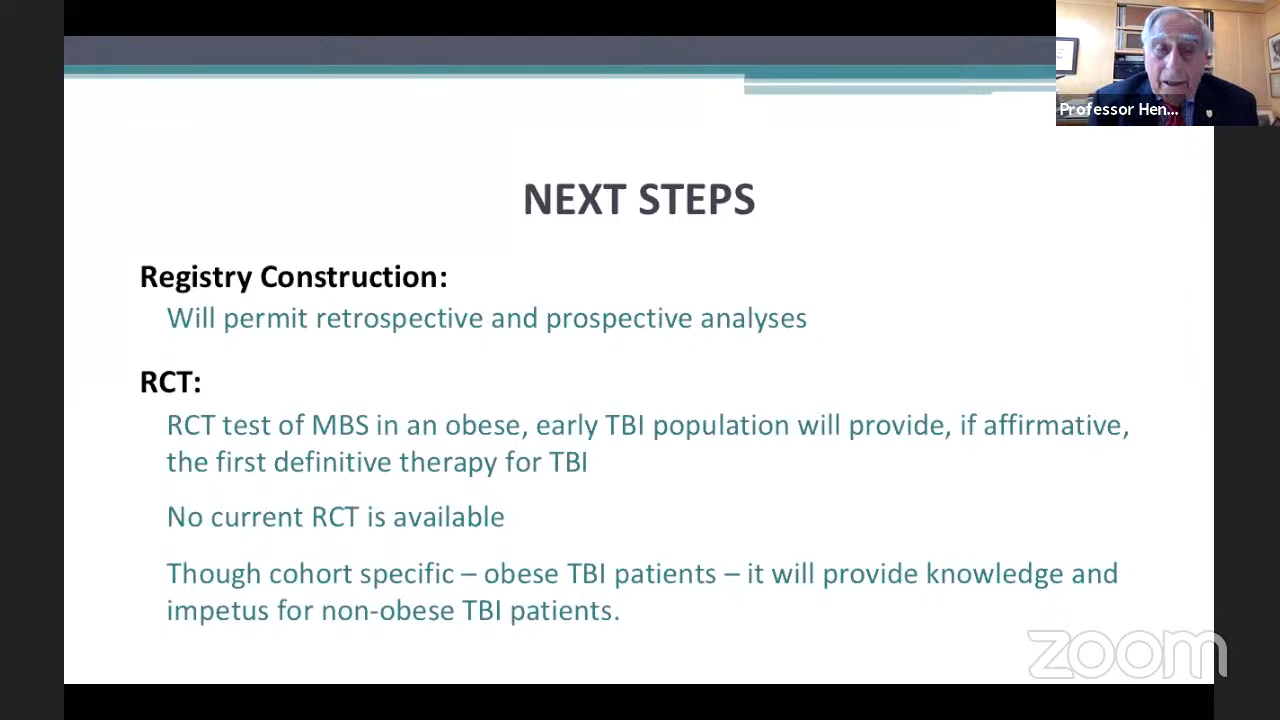 Professor Hen...
NEXT STEPS
Registry Construction:
Will permit retrospective and prospective analyses
RCT:
RCT test of MBS in an obese, early TBI population will provide, if affirmative,
the first definitive therapy for TBI
No current RCT is available
Though cohort specific – obese TBI patients – it will provide knowledge and
impetus for non-obese TBI patients.
zoom